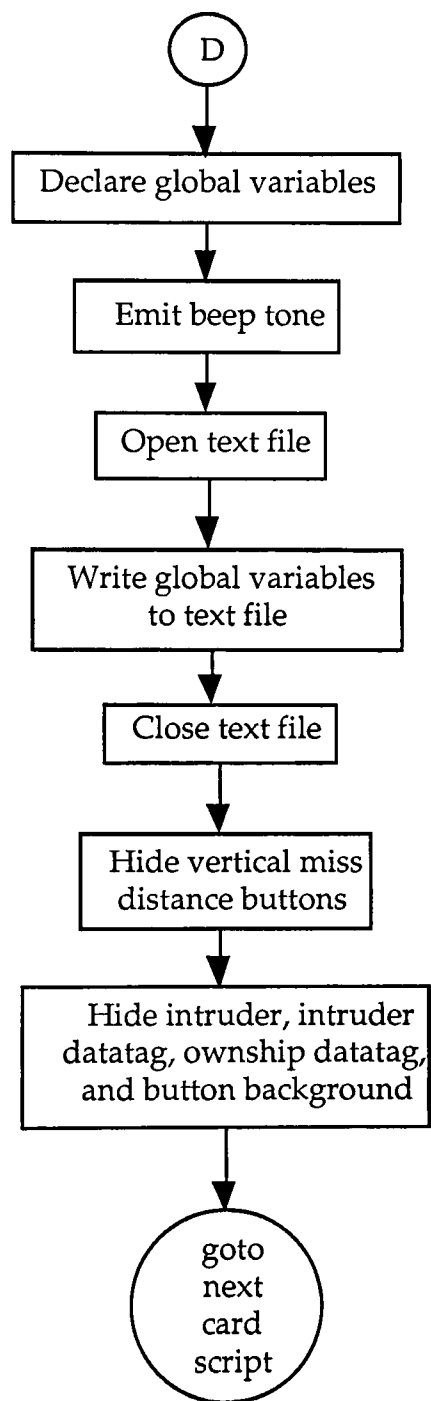 D
Declare global variables
Emit beep tone
Open text file
Write global variables
to text file
Close text file
Hide vertical miss
distance buttons
Hide intruder, intruder
datatag, ownship datatag,
and button background
goto
next
card
script